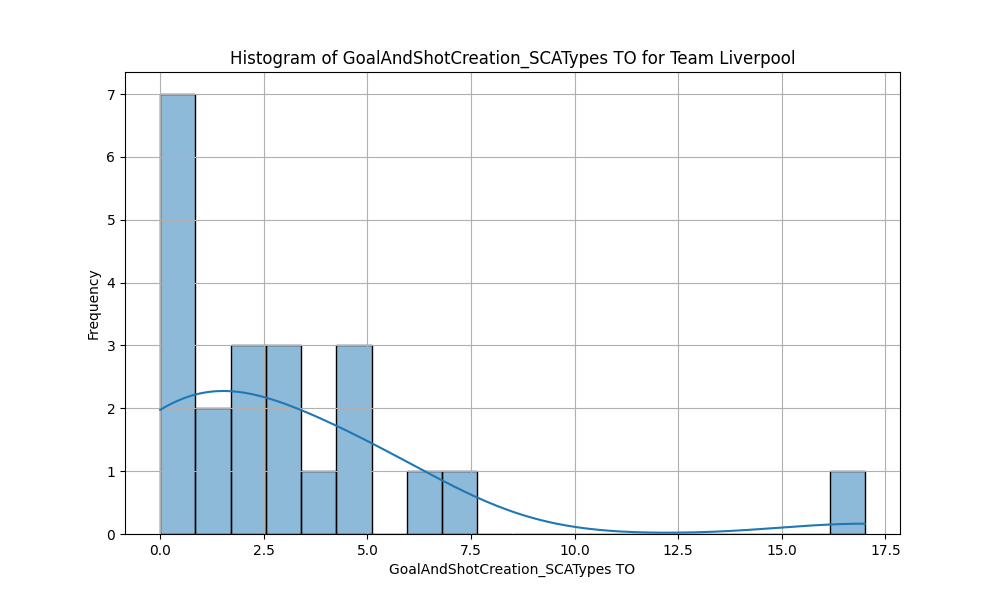 Histogram of GoalAndShotCreation_SCATypes TO for Team Liverpool
7
6
5
4
3
2
1
0
Frequency
0.0 2.5 5.0 7.5 10.0 12.5 15.0 17.5
GoalAndShotCreation_SCATypes TO